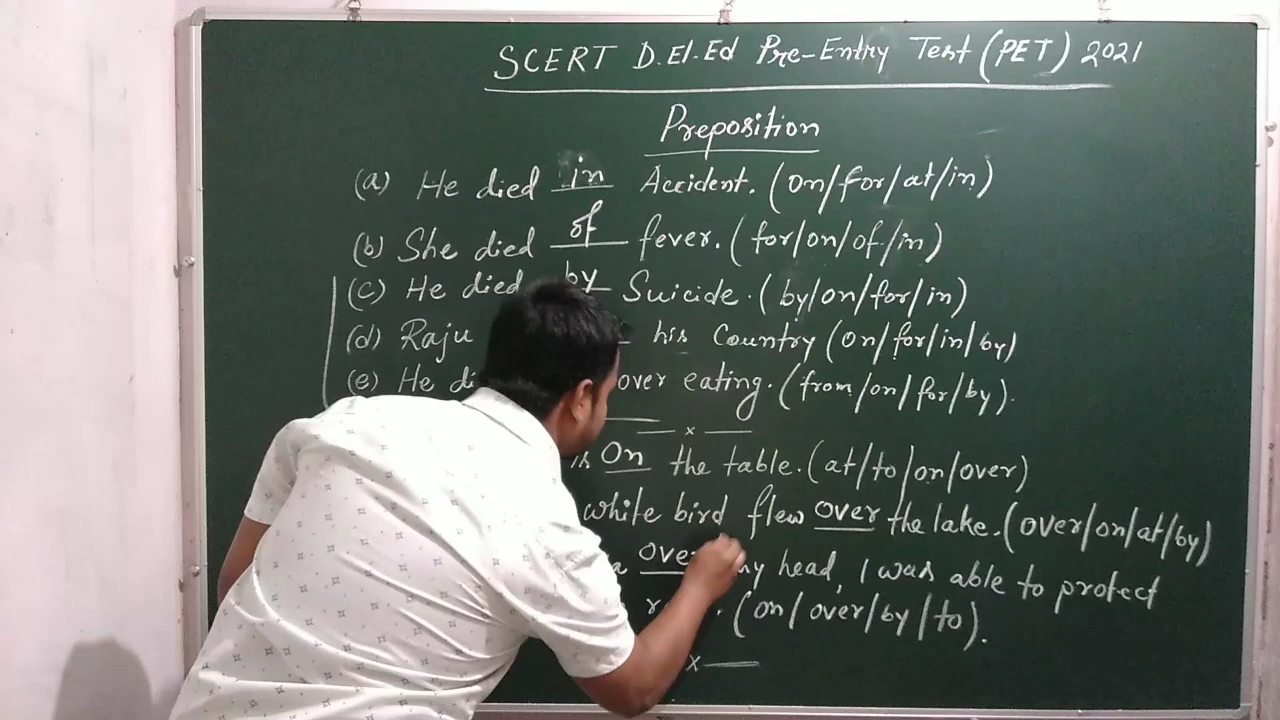 SCERT D.El.Ed Pre-Entry Test (PET) 2021
Preposition
(a) He died in Accident. (on/for/at/in)
(b) She died of fever. (for/on/of/in)
(c) He died by Suicide. (by/on/for/in)
(d) Raju his Country (on/for/in/by)
(e) He over eating. (from/on/for/by).
x
On the table. (at/to/on/over)
white bird flew over the lake. (over/on/at/by)
over my head, I was able to protect
(on/over/by/to).
x